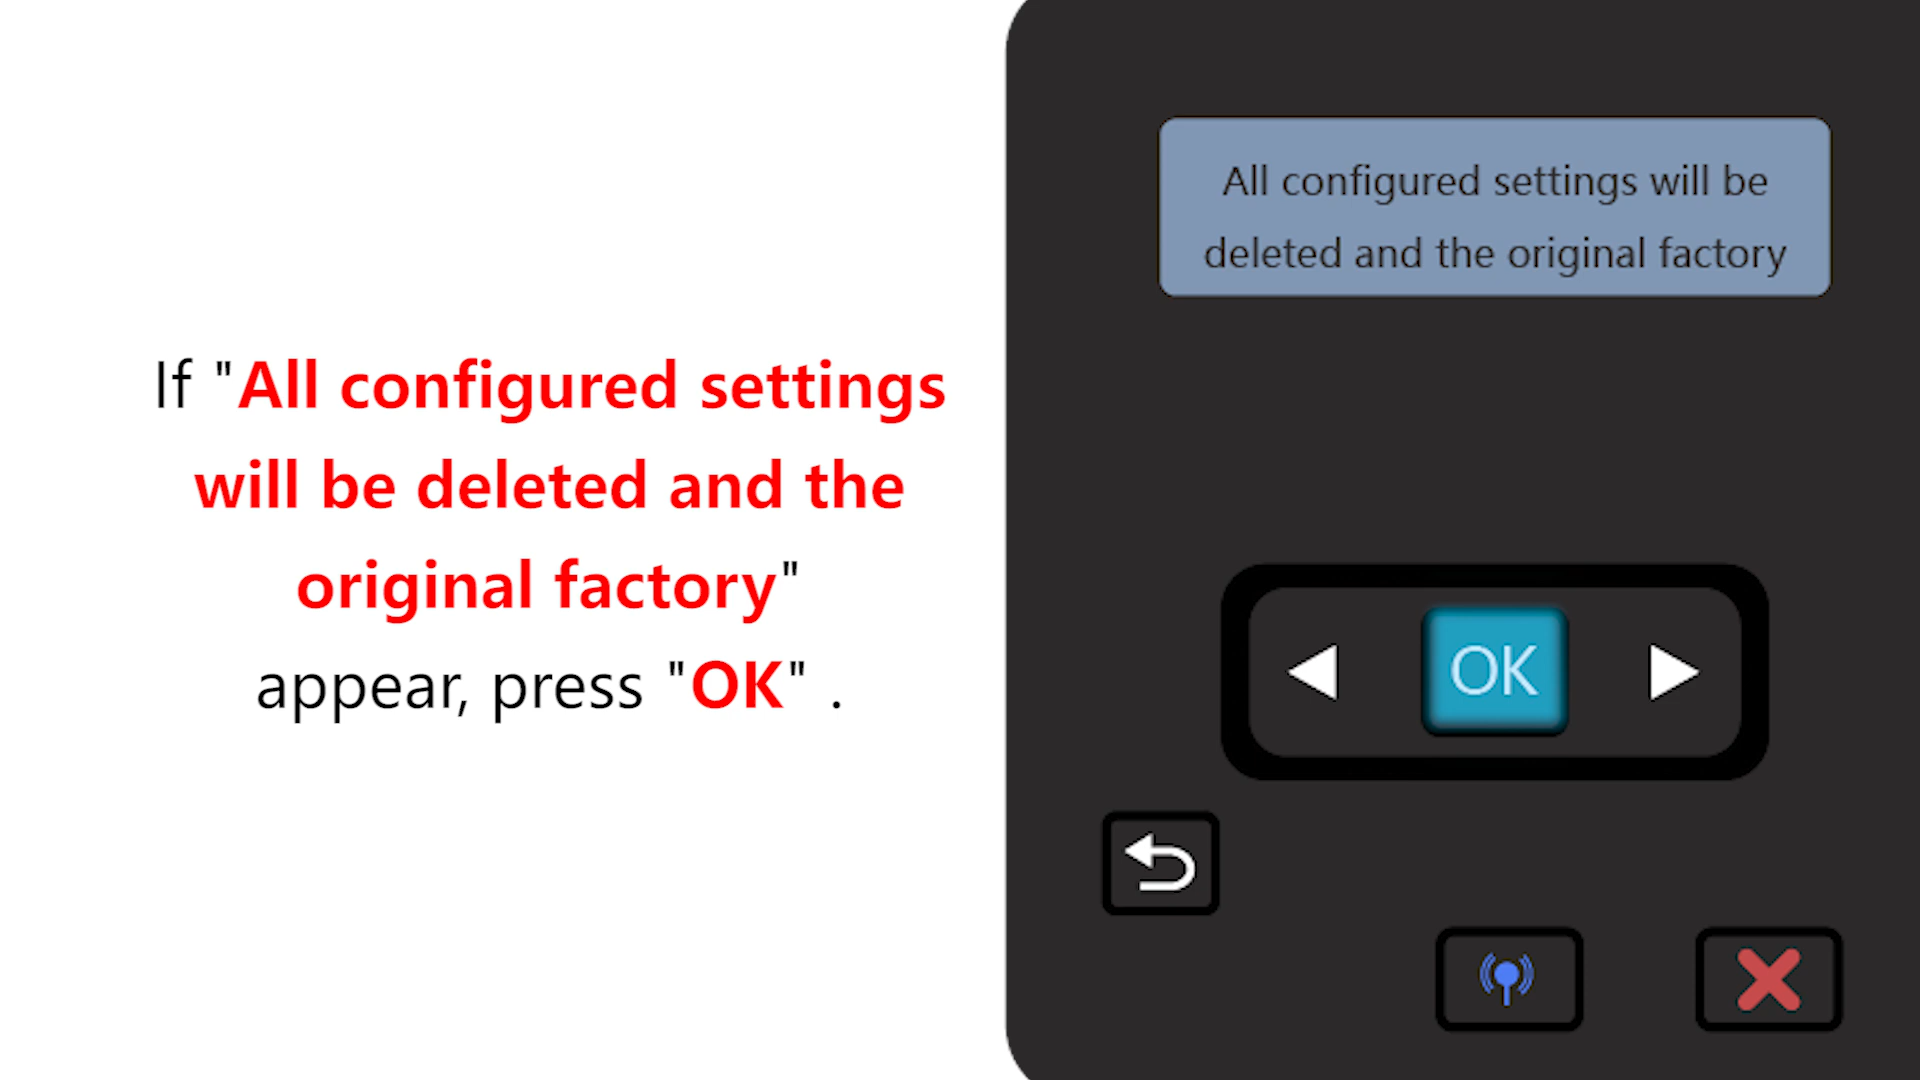 If "All configured settings
will be deleted and the
original factory"
appear, press "OK" .
All configured settings will be
deleted and the original factory
OK